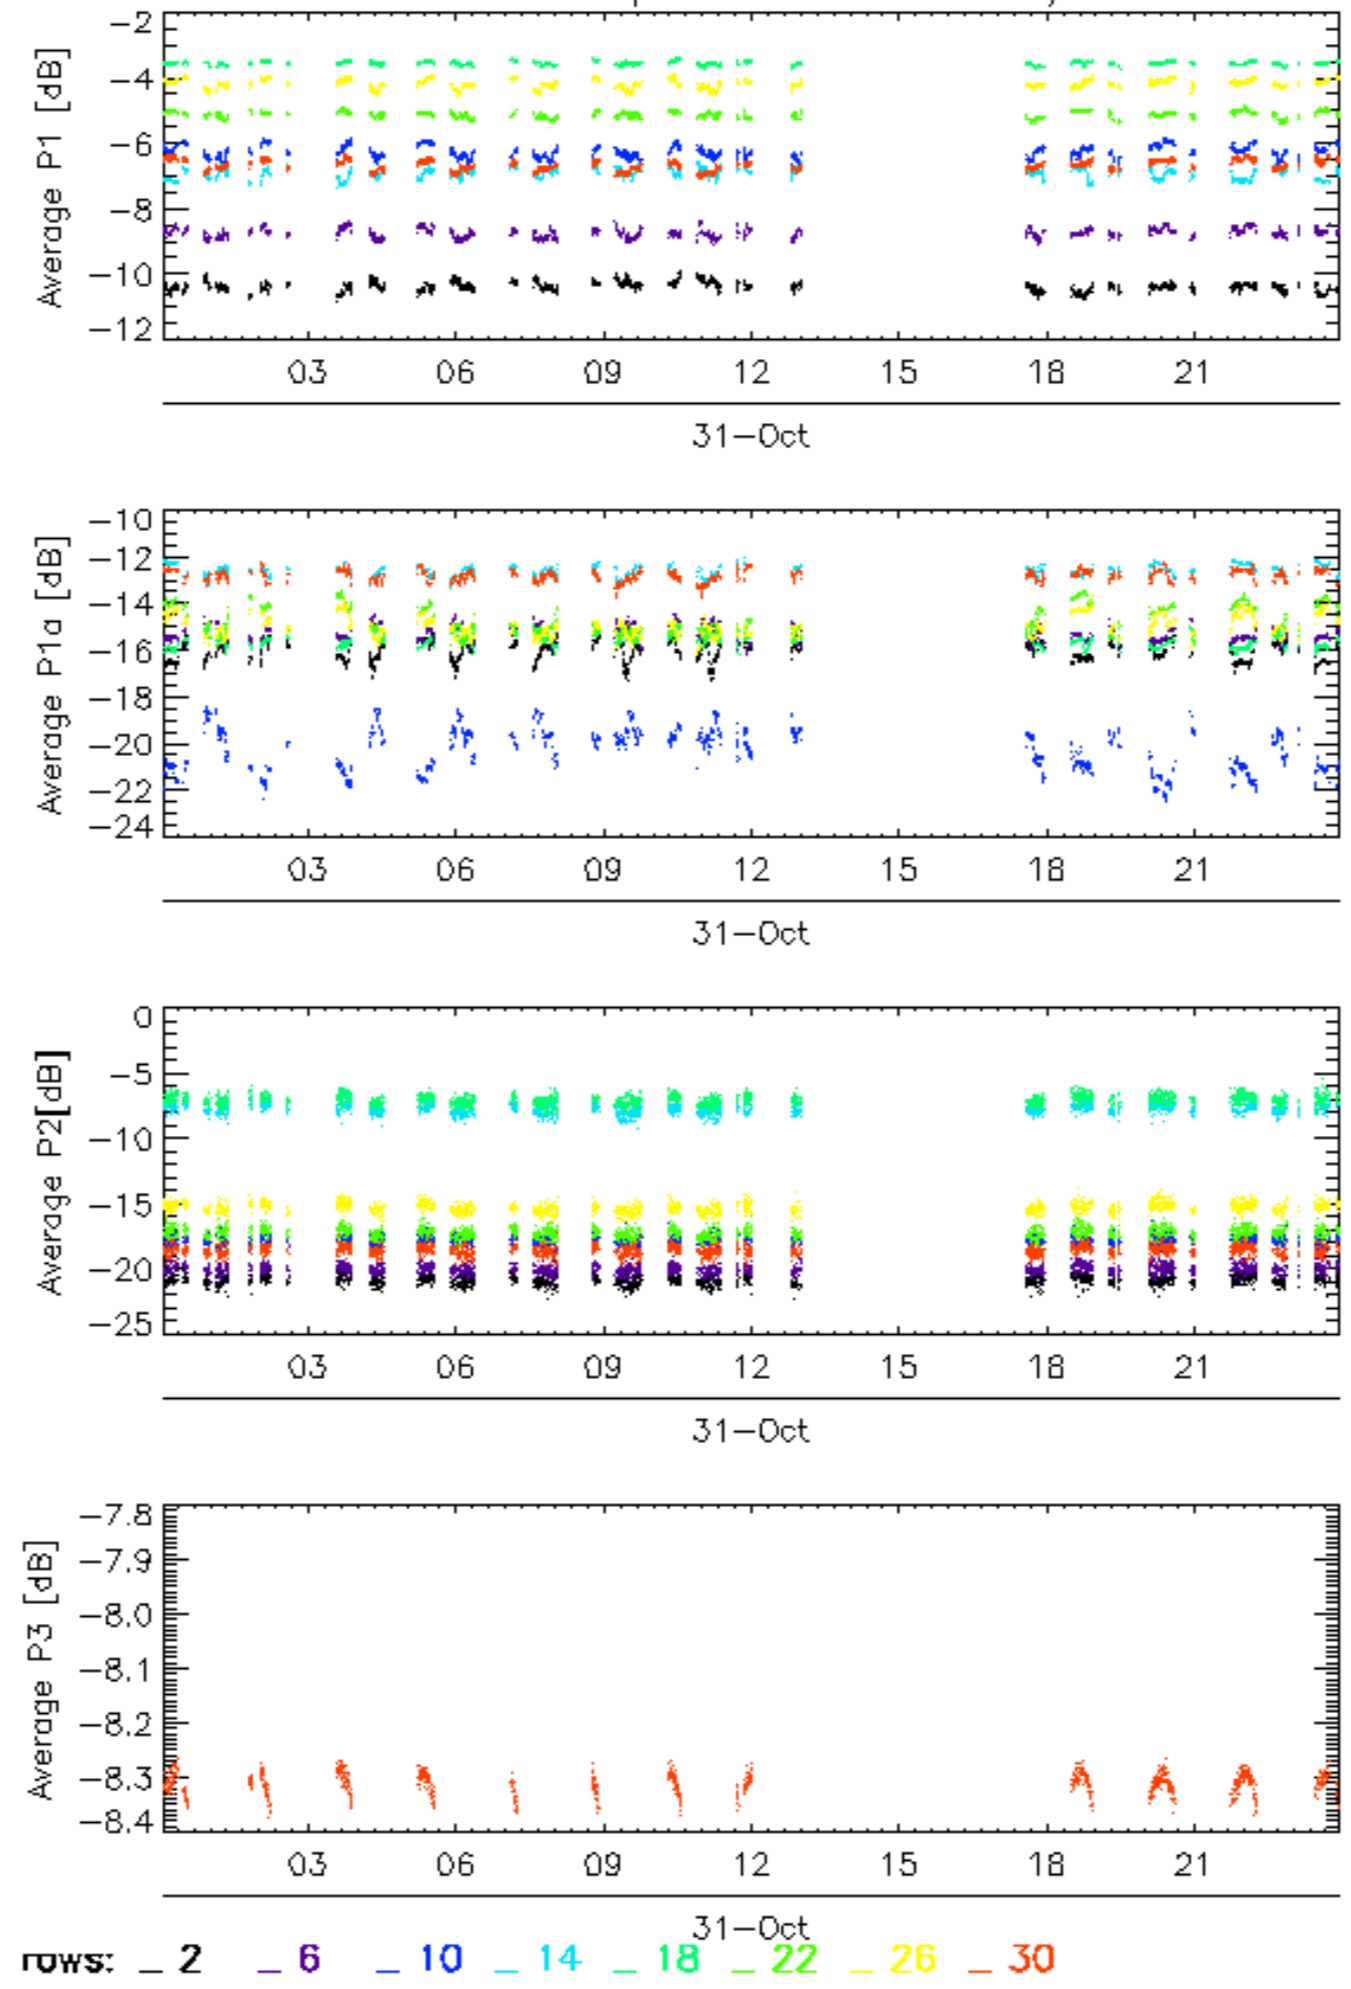 Average P1 [dB]
-2
-4
-6
-8
-10
-12
03 06 09 12 15 18 21
31-Oct
Average P1a [dB]
-10
-12
-14
-16
-18
-20
-22
-24
03 06 09 12 15 18 21
31-Oct
Average P2[dB]
0
-5
-10
-15
-20
-25
03 06 09 12 15 18 21
31-Oct
Average P3 [dB]
-7.8
-7.9
-8.0
-8.1
-8.2
-8.3
-8.4
03 06 09 12 15 18 21
31-Oct
rows: _ 2 _ 6 _ 10 _ 14 _ 18 _ 22 _ 26 _ 30